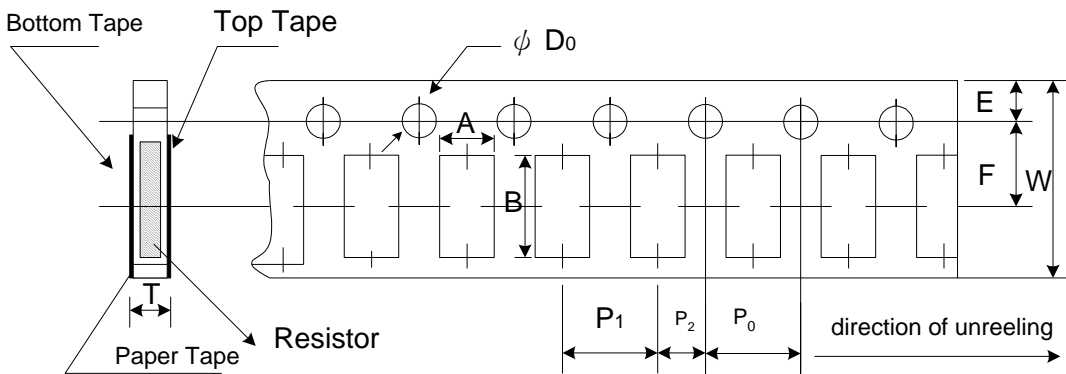 Bottom Tape
Top Tape
ψ D0
E
A
F
W
B
T
P1
P2
P0
Resistor
direction of unreeling
Paper Tape